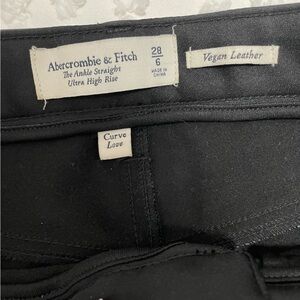 Abercrombie & Fitch
The Ankle Straight
Ultra High Rise
28
6
MADE IN
CHINA
Vegan Leather
Curve
Love